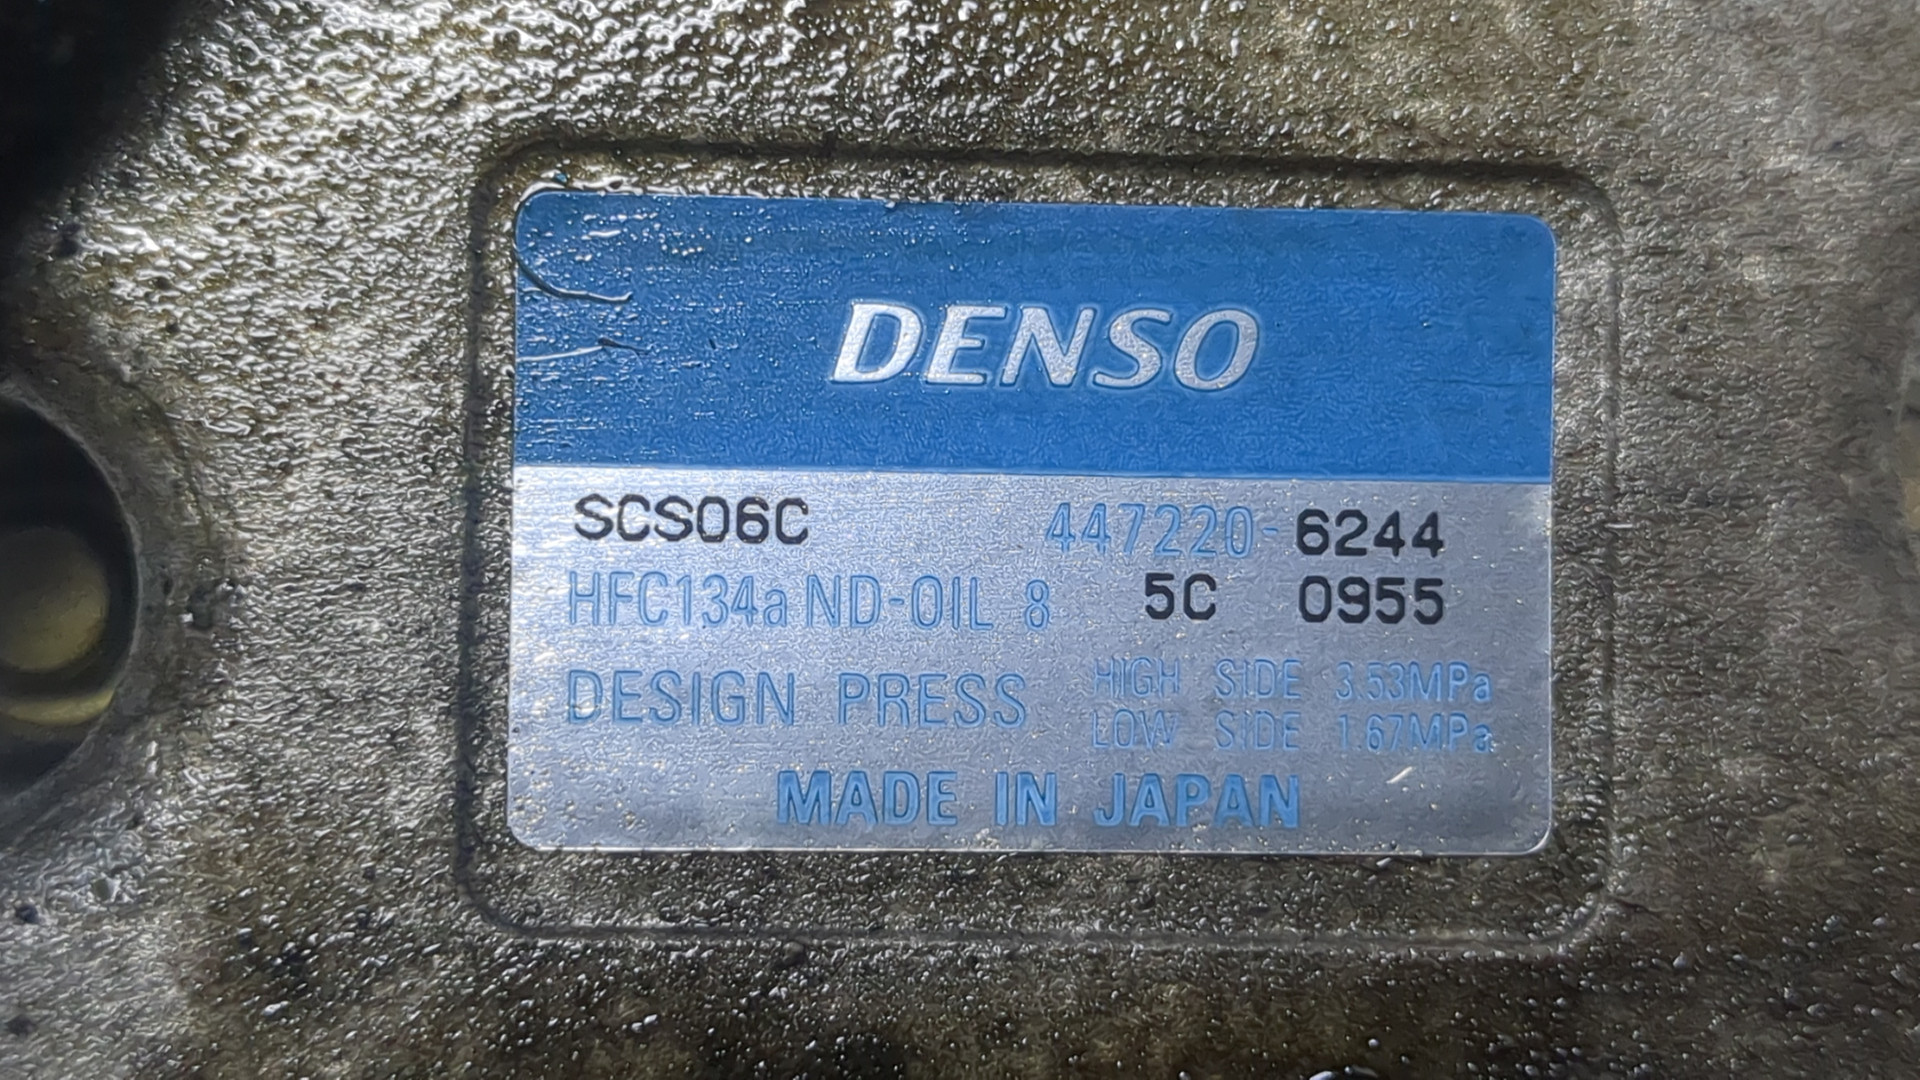 DENSO
SCS06C 447220-6244
HFC134a ND-OIL 8 5C 0955
DESIGN PRESS HIGH SIDE 3.53MPa
LOW SIDE 1.67MPa
MADE IN JAPAN